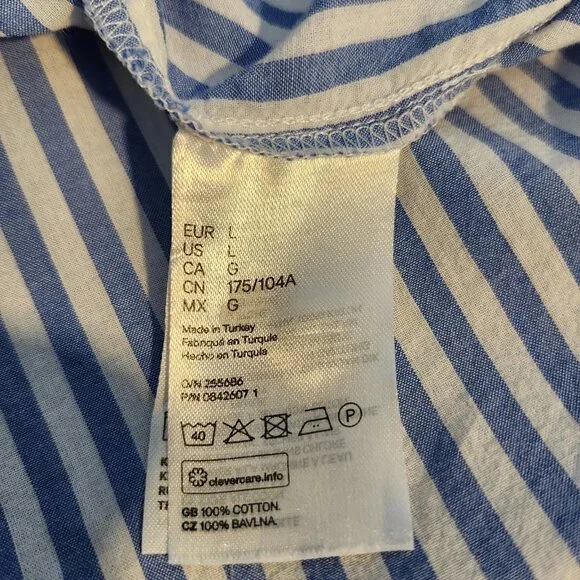 EUR L
US L
CA G
CN 175/104A
MX G
Made in Turkey
Fabriqué en Turquie
Hecho en Turquía
O/N 255686
P/N 0842607 1
40
P
clevercare.info
GB 100% COTTON.
CZ 100% BAVLNA.